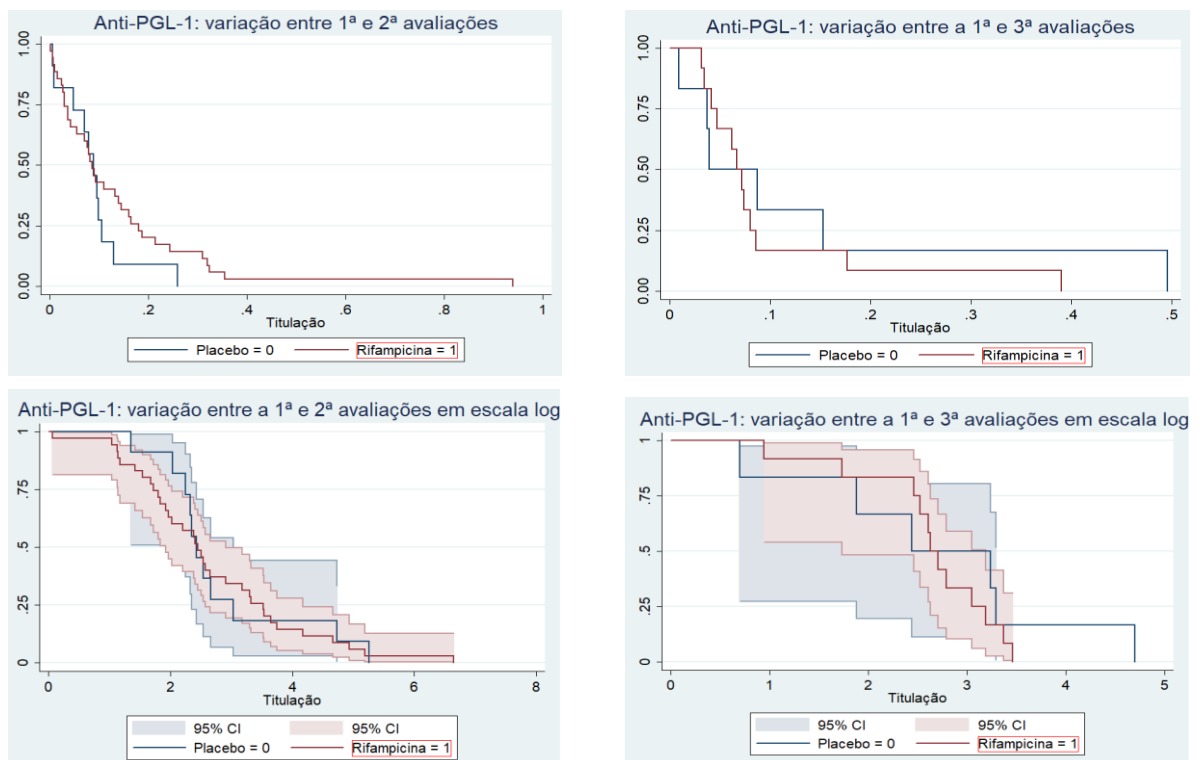 Anti-PGL-1: variação entre 1ª e 2ª avaliações
1.00
0.75
0.50
0.25
0.00
0 .2 .4 .6 .8 1
Titulação
Placebo = 0 Rifampicina = 1
Anti-PGL-1: variação entre a 1ª e 3ª avaliações
1.00
0.75
0.50
0.25
0.00
0 .1 .2 .3 .4 .5
Titulação
Placebo = 0 Rifampicina = 1
Anti-PGL-1: variação entre a 1ª e 2ª avaliações em escala log
1
.75
.5
.25
0
0 2 4 6 8
Titulação
95% CI 95% CI
Placebo = 0 Rifampicina = 1
Anti-PGL-1: variação entre a 1ª e 3ª avaliações em escala log
1
.75
.5
.25
0
0 1 2 3 4 5
Titulação
95% CI 95% CI
Placebo = 0 Rifampicina = 1